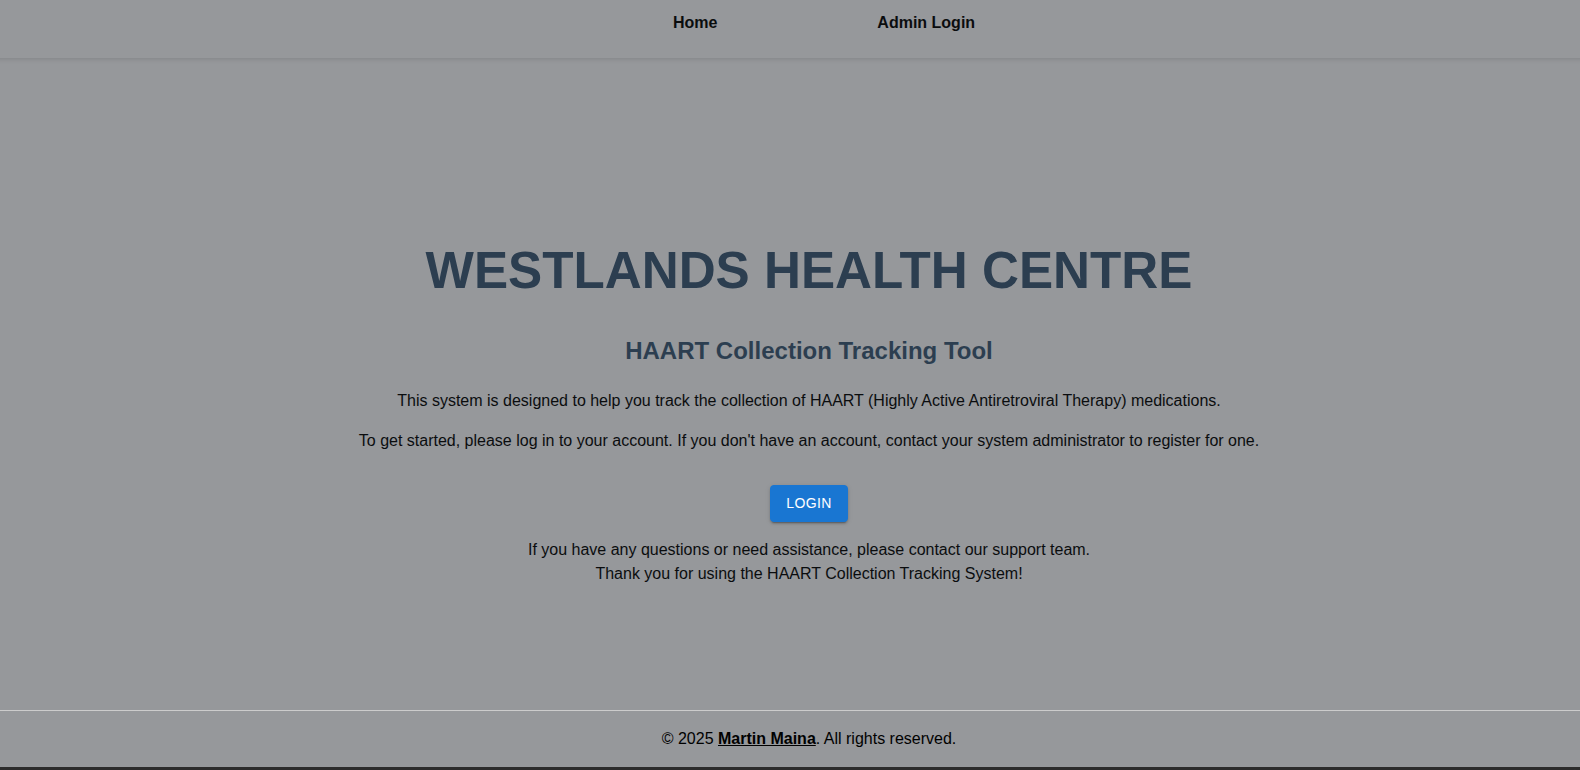 Home Admin Login
WESTLANDS HEALTH CENTRE
HAART Collection Tracking Tool
This system is designed to help you track the collection of HAART (Highly Active Antiretroviral Therapy) medications.
To get started, please log in to your account. If you don't have an account, contact your system administrator to register for one.
LOGIN
If you have any questions or need assistance, please contact our support team.
Thank you for using the HAART Collection Tracking System!
© 2025 Martin Maina. All rights reserved.